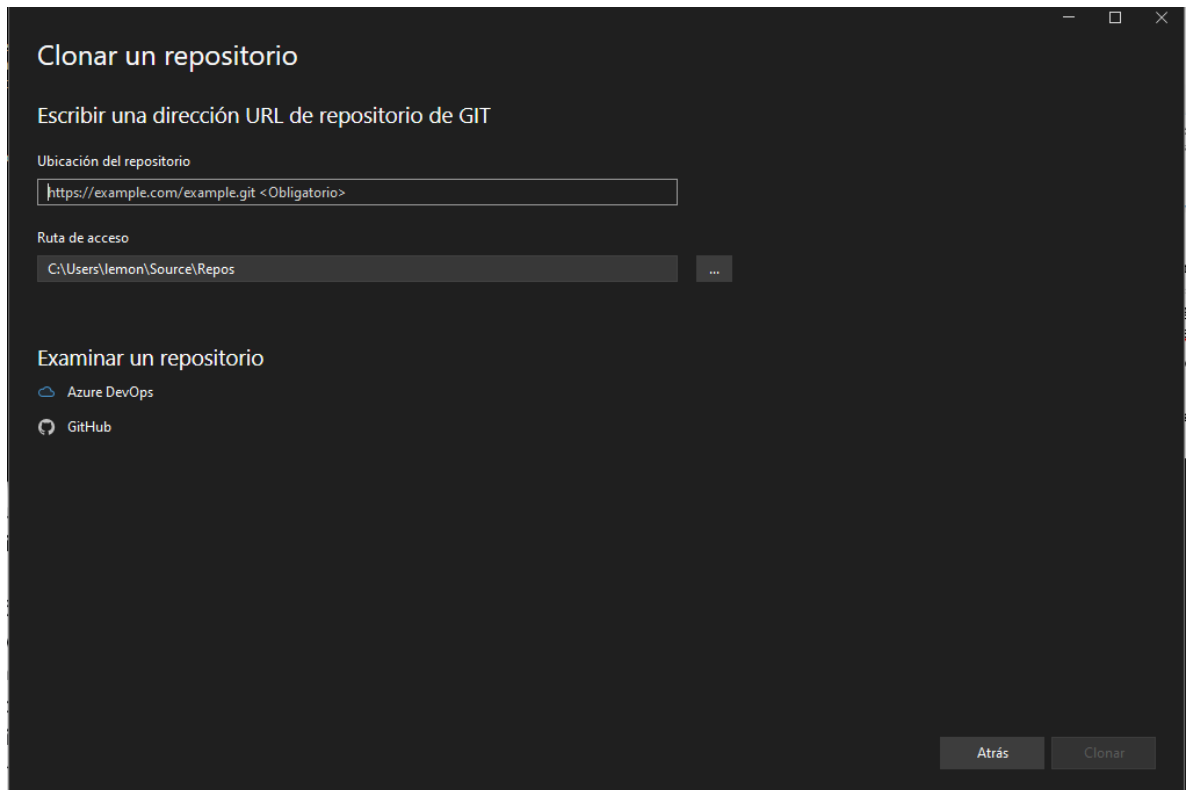 Clonar un repositorio
Escribir una dirección URL de repositorio de GIT
Ubicación del repositorio
https://example.com/example.git <Obligatorio>
Ruta de acceso
C:\Users\lemon\Source\Repos
...
Examinar un repositorio
Azure DevOps
GitHub
Atrás
Clonar